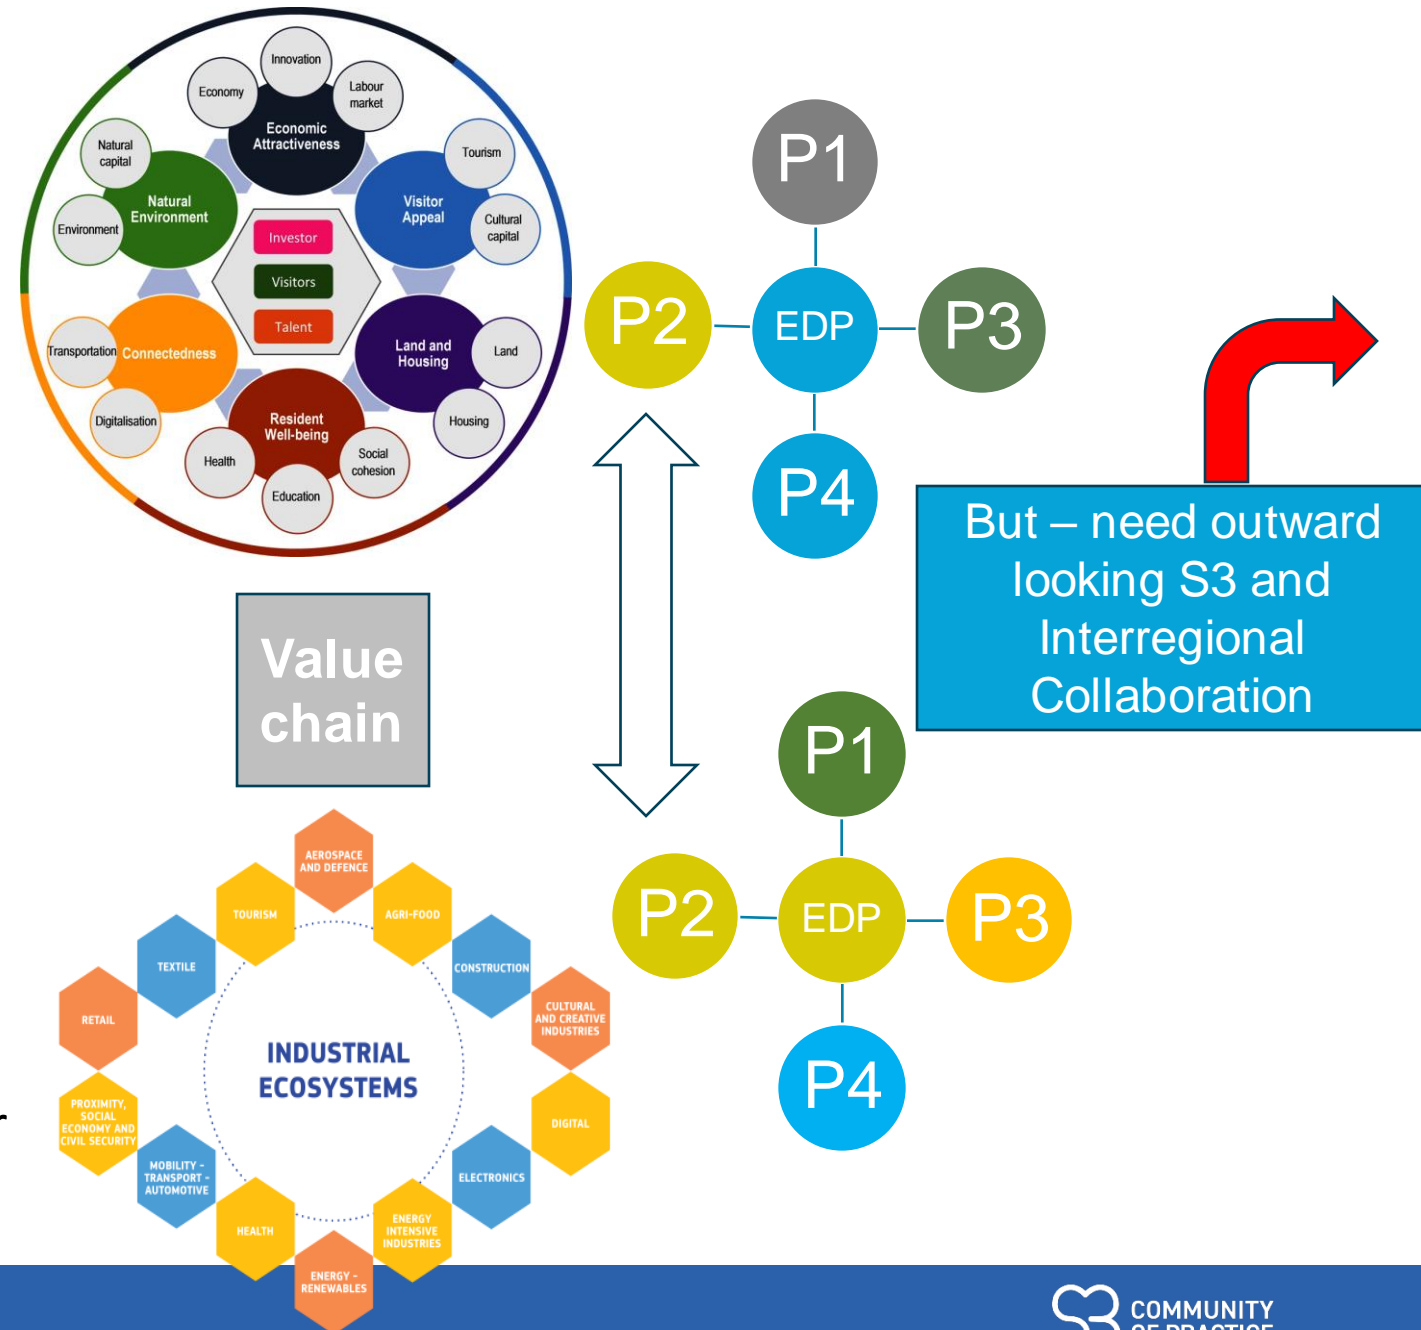 Innovation
Economy
Labour
market
Economic
Attractiveness
Natural
capital
Tourism
Natural
Environment
Visitor
Appeal
Environment
Cultural
capital
Investor
Visitors
Talent
Transportation
Connectedness
Land and
Housing
Land
Digitalisation
Housing
Resident
Well-being
Health
Social
cohesion
Education
P1
P2
EDP
P3
P4
But – need outward
looking S3 and
Interregional
Collaboration
Value
chain
P1
P2
EDP
P3
P4
AEROSPACE
AND DEFENCE
TOURISM
AGRI-FOOD
TEXTILE
CONSTRUCTION
RETAIL
CULTURAL
AND CREATIVE
INDUSTRIES
INDUSTRIAL
ECOSYSTEMS
PROXIMITY,
SOCIAL
ECONOMY AND
CIVIL SECURITY
DIGITAL
MOBILITY -
TRANSPORT -
AUTOMOTIVE
ELECTRONICS
HEALTH
ENERGY
INTENSIVE
INDUSTRIES
ENERGY -
RENEWABLES
S3 COMMUNITY
OF PRACTICE